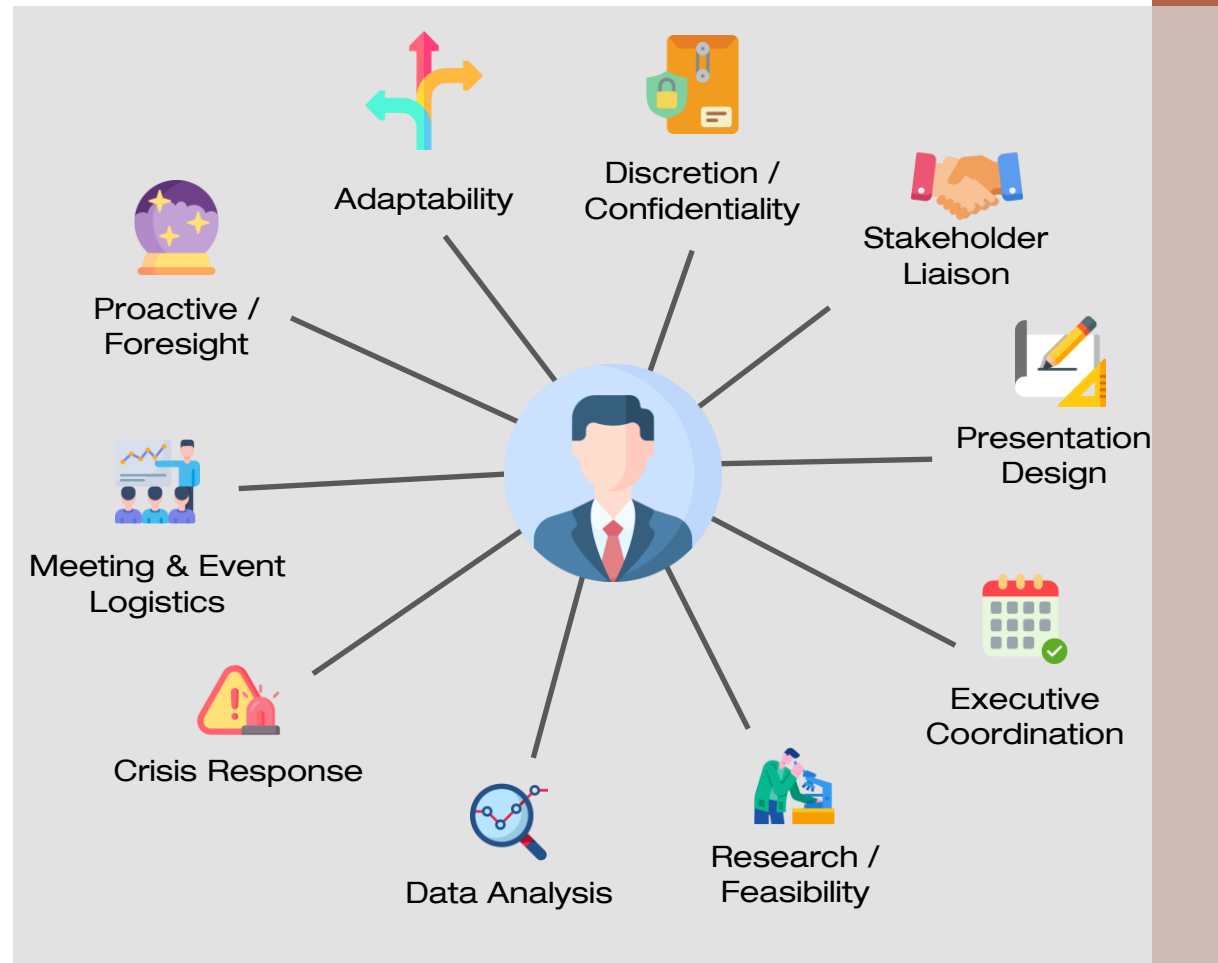 Adaptability
Discretion /
Confidentiality
Stakeholder
Liaison
Proactive /
Foresight
Presentation
Design
Meeting & Event
Logistics
Executive
Coordination
Crisis Response
Research /
Feasibility
Data Analysis